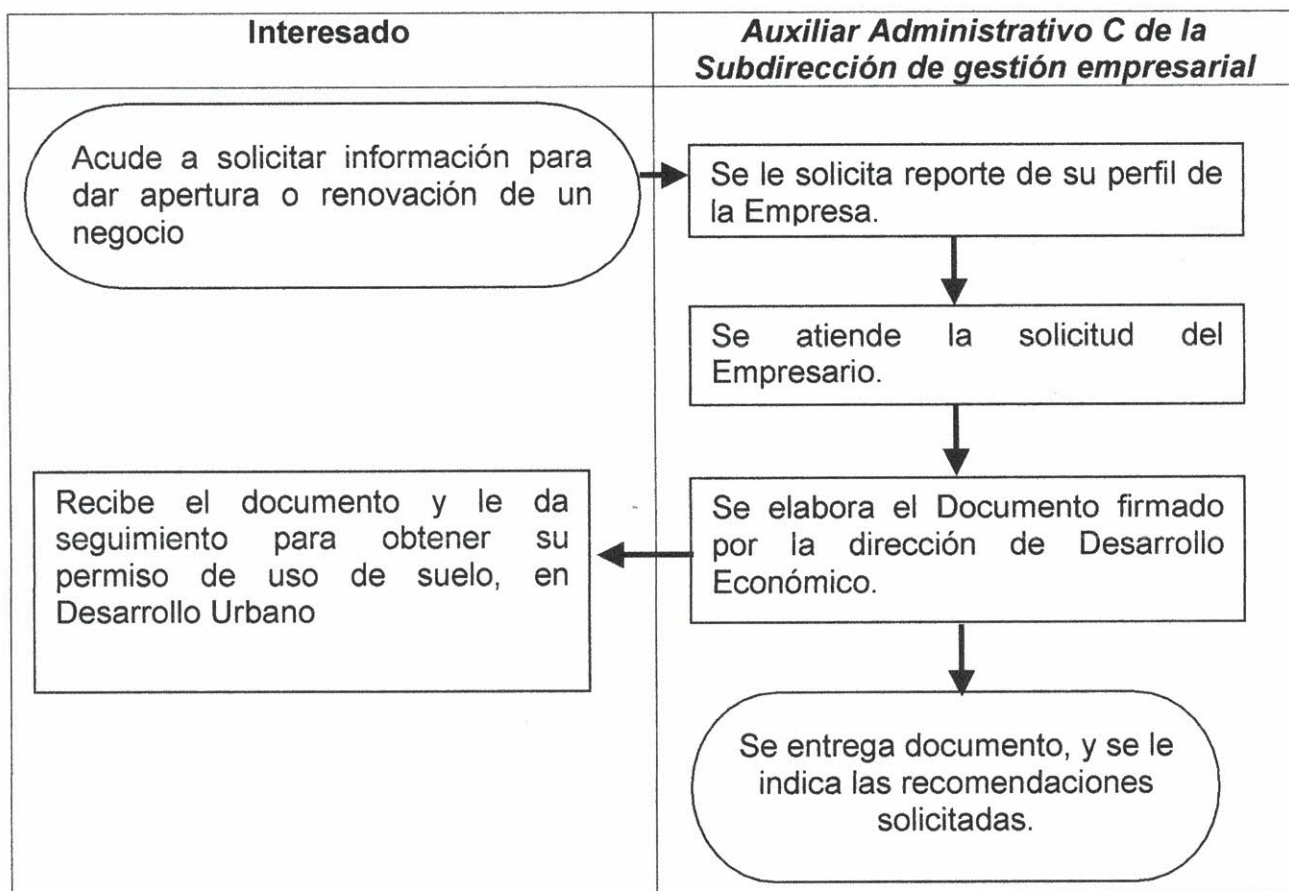 Interesado
Auxiliar Administrativo C de la
Subdirección de gestión empresarial
Acude a solicitar información para
dar apertura o renovación de un
negocio
Se le solicita reporte de su perfil de
la Empresa.
Se atiende la solicitud del
Empresario.
Se elabora el Documento firmado
por la dirección de Desarrollo
Económico.
Recibe el documento y le da
seguimiento para obtener su
permiso de uso de suelo, en
Desarrollo Urbano
Se entrega documento, y se le
indica las recomendaciones
solicitadas.